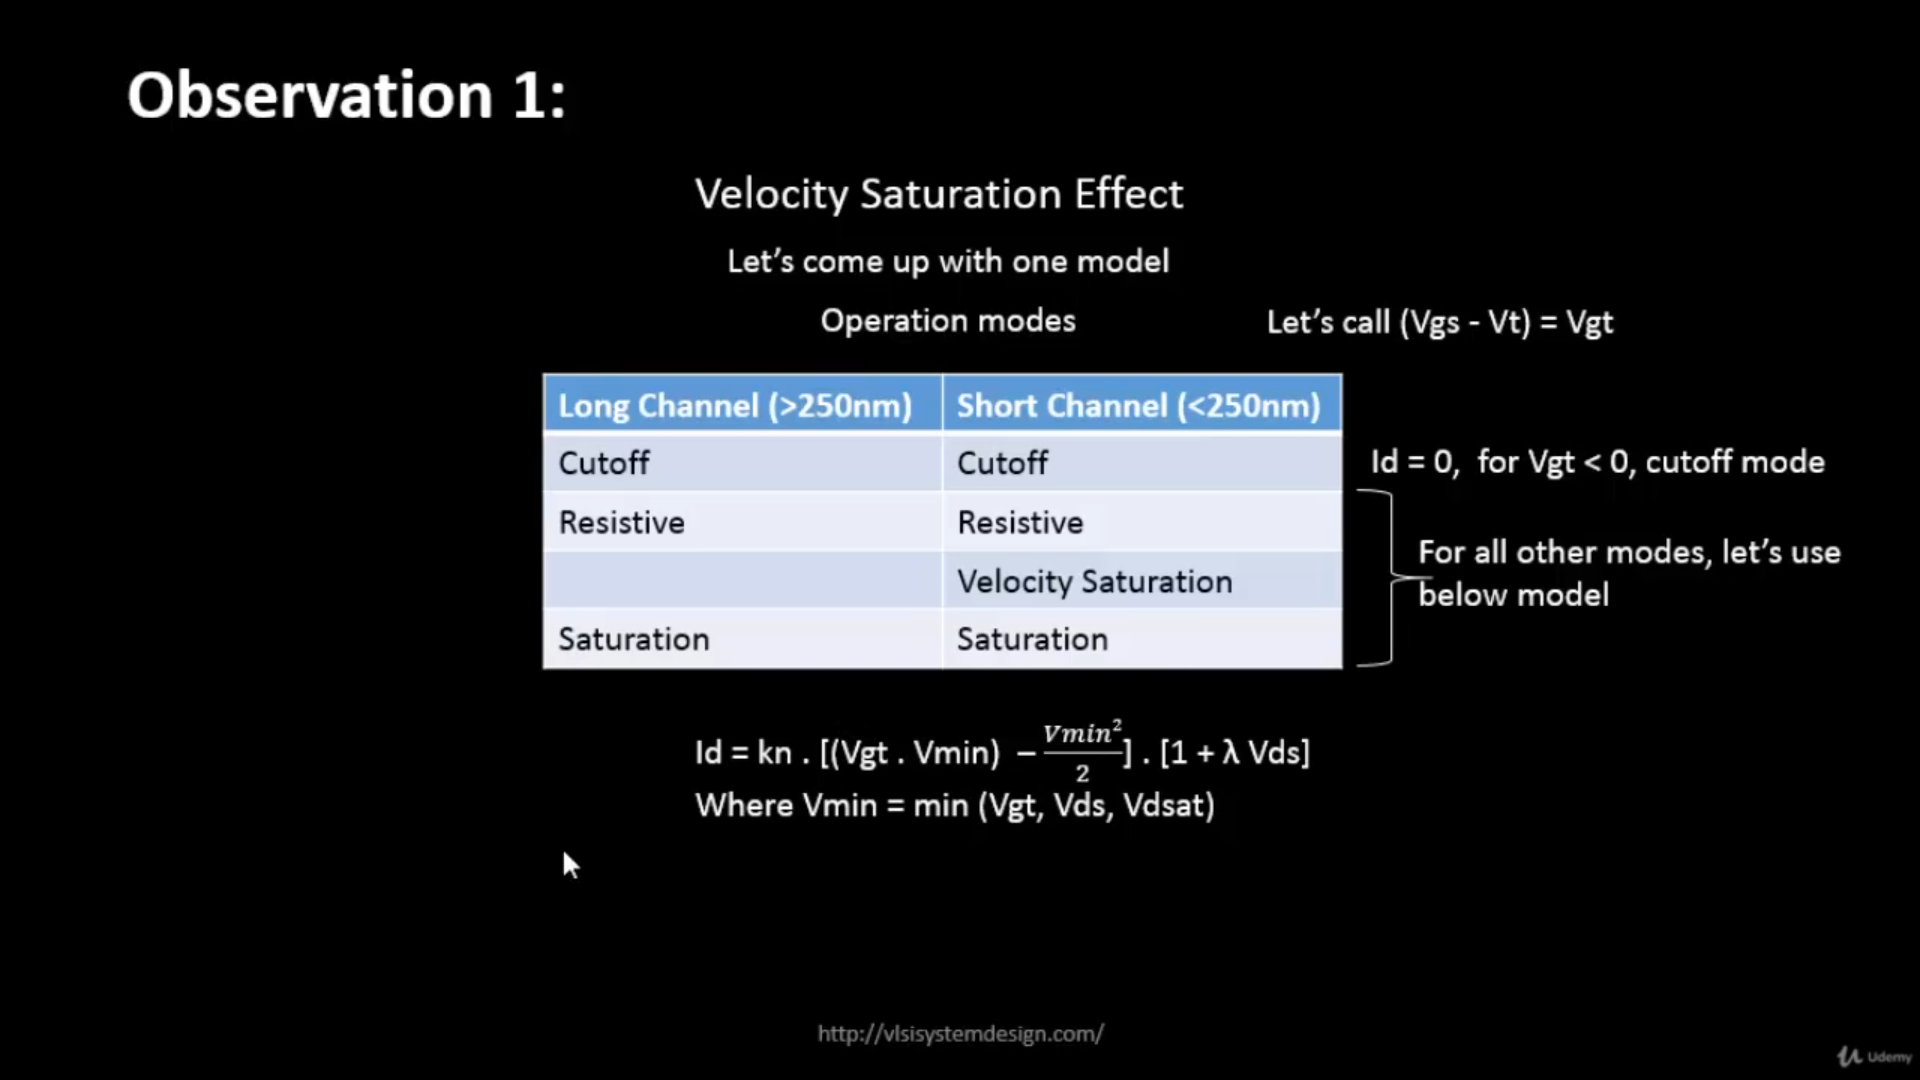 Observation 1:
Velocity Saturation Effect
Let's come up with one model
Operation modes
Let's call (Vgs - Vt) = Vgt
Long Channel (>250nm) Short Channel (<250nm)
Cutoff Cutoff
Id = 0, for Vgt < 0, cutoff mode
Resistive Resistive
Velocity Saturation
Saturation Saturation
For all other modes, let's use
below model
Id = kn . [(Vgt . Vmin) – Vmin²/2] . [1 + λ Vds]
Where Vmin = min (Vgt, Vds, Vdsat)
http://vlsisystemdesign.com/
Udemy